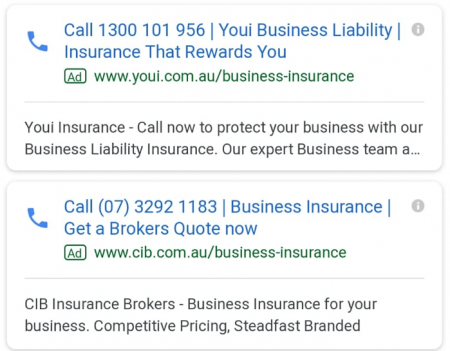 Call 1300 101 956 | Youi Business Liability |
Insurance That Rewards You
Ad www.youi.com.au/business-insurance
Youi Insurance - Call now to protect your business with our
Business Liability Insurance. Our expert Business team a...
Call (07) 3292 1183 | Business Insurance |
Get a Brokers Quote now
Ad www.cib.com.au/business-insurance
CIB Insurance Brokers - Business Insurance for your
business. Competitive Pricing, Steadfast Branded